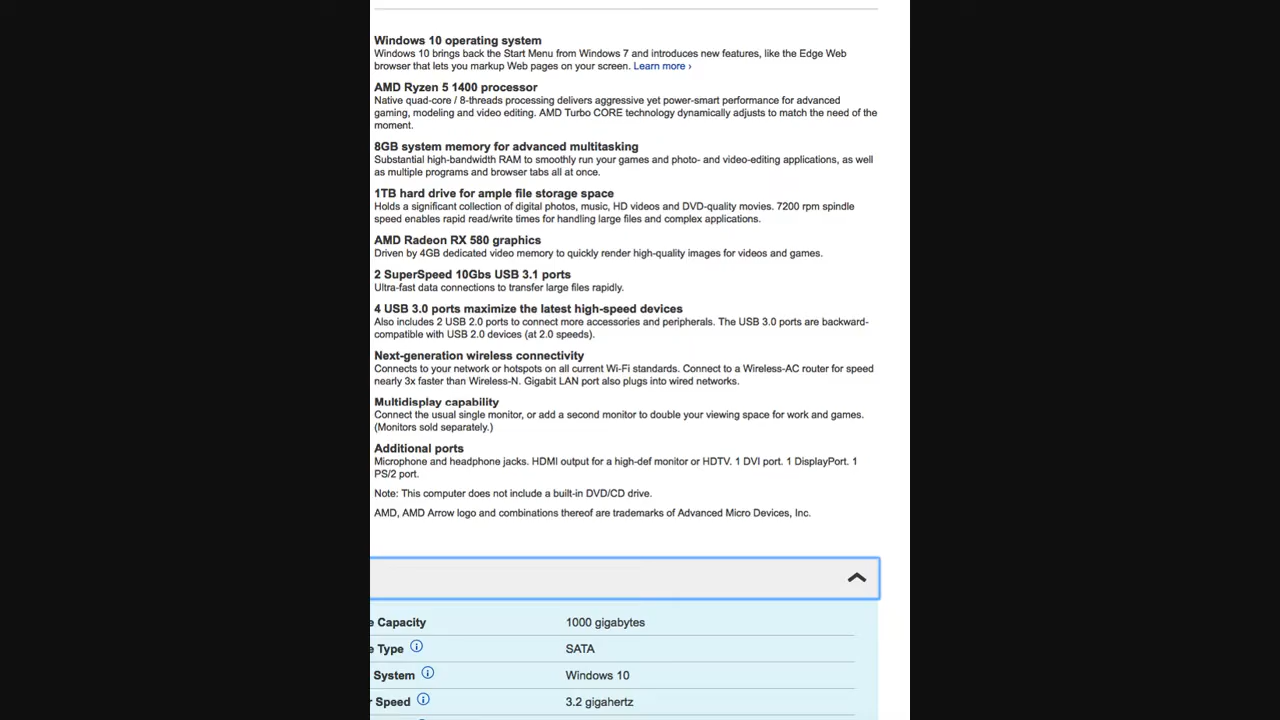 Windows 10 operating system
Windows 10 brings back the Start Menu from Windows 7 and introduces new features, like the Edge Web
browser that lets you markup Web pages on your screen. Learn more ›
AMD Ryzen 5 1400 processor
Native quad-core / 8-threads processing delivers aggressive yet power-smart performance for advanced
gaming, modeling and video editing. AMD Turbo CORE technology dynamically adjusts to match the need of the
moment.
8GB system memory for advanced multitasking
Substantial high-bandwidth RAM to smoothly run your games and photo- and video-editing applications, as well
as multiple programs and browser tabs all at once.
1TB hard drive for ample file storage space
Holds a significant collection of digital photos, music, HD videos and DVD-quality movies. 7200 rpm spindle
speed enables rapid read/write times for handling large files and complex applications.
AMD Radeon RX 580 graphics
Driven by 4GB dedicated video memory to quickly render high-quality images for videos and games.
2 SuperSpeed 10Gbs USB 3.1 ports
Ultra-fast data connections to transfer large files rapidly.
4 USB 3.0 ports maximize the latest high-speed devices
Also includes 2 USB 2.0 ports to connect more accessories and peripherals. The USB 3.0 ports are backward-
compatible with USB 2.0 devices (at 2.0 speeds).
Next-generation wireless connectivity
Connects to your network or hotspots on all current Wi-Fi standards. Connect to a Wireless-AC router for speed
nearly 3x faster than Wireless-N. Gigabit LAN port also plugs into wired networks.
Multidisplay capability
Connect the usual single monitor, or add a second monitor to double your viewing space for work and games.
(Monitors sold separately.)
Additional ports
Microphone and headphone jacks. HDMI output for a high-def monitor or HDTV. 1 DVI port. 1 DisplayPort. 1
PS/2 port.
Note: This computer does not include a built-in DVD/CD drive.
AMD, AMD Arrow logo and combinations thereof are trademarks of Advanced Micro Devices, Inc.
e Capacity 1000 gigabytes
e Type SATA
System Windows 10
r Speed 3.2 gigahertz